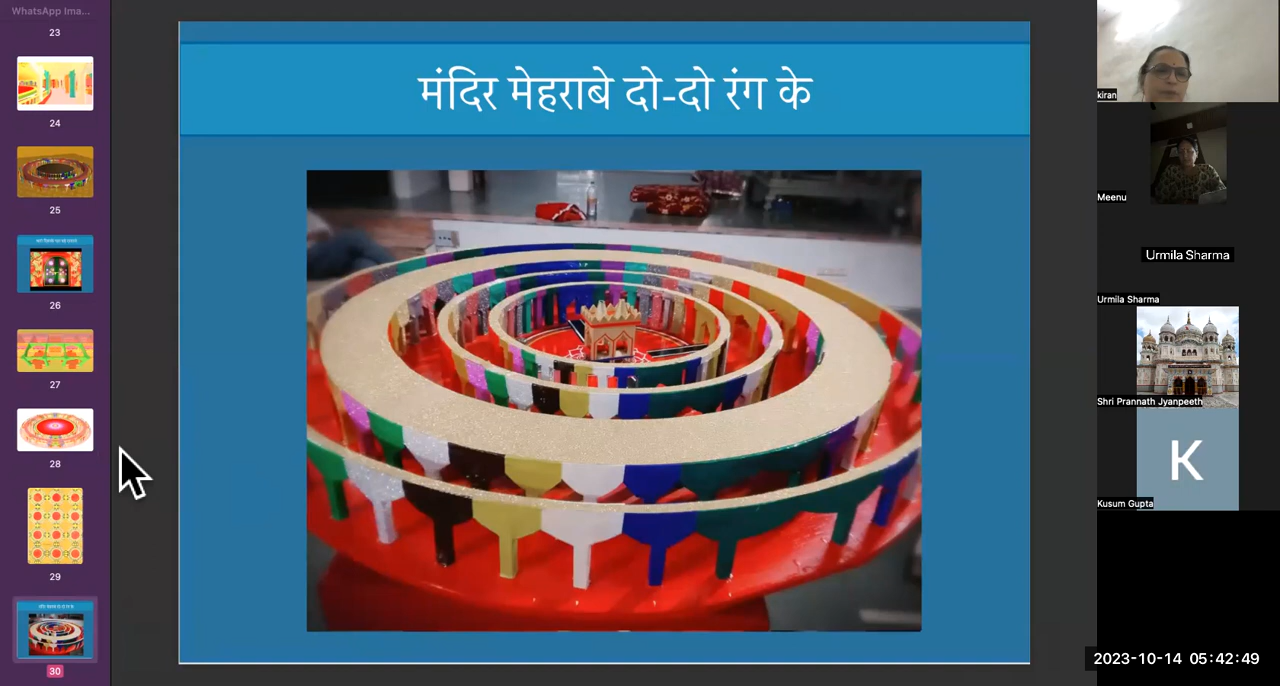 WhatsApp Ima...
23
24
25
26
27
28
29
30
मंदिर मेहराबे दो-दो रंग के
kiran
Meenu
Urmila Sharma
Urmila Sharma
Shri Prannath Jyanpeeth
K
Kusum Gupta
2023-10-14 05:42:49